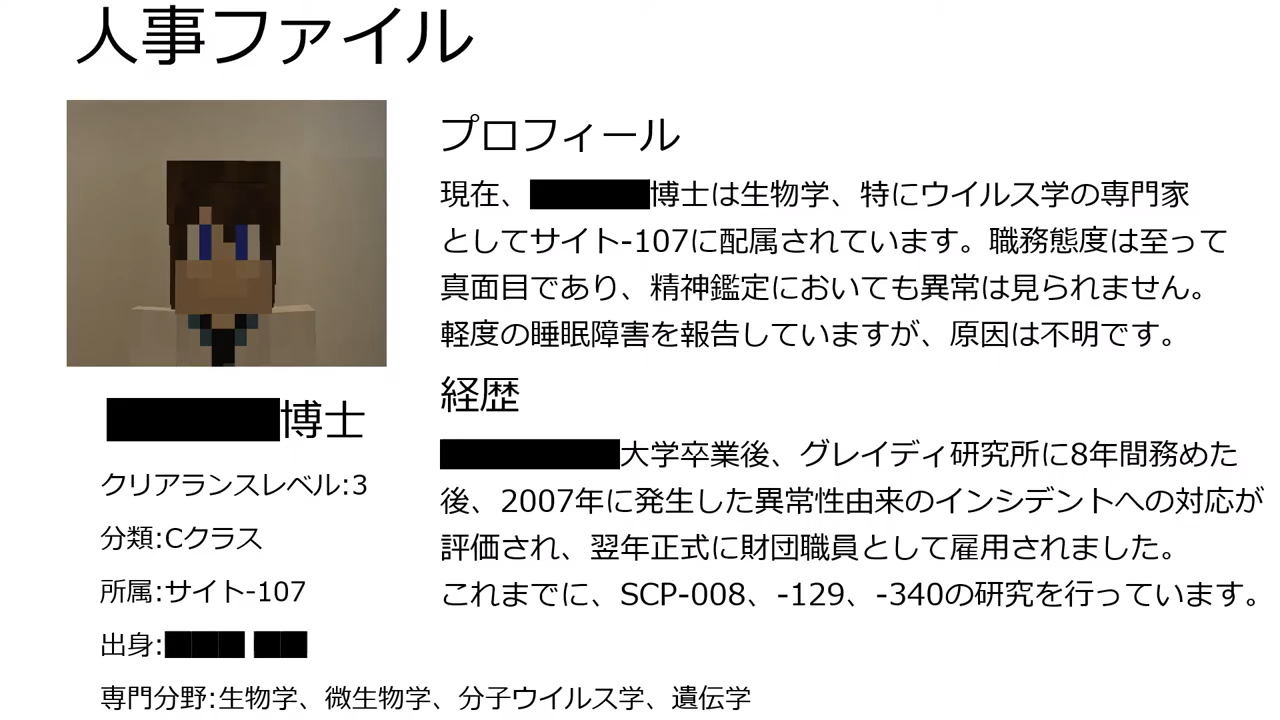 人事ファイル
プロフィール
現在、██████博士は生物学、特にウイルス学の専門家
としてサイト-107に配属されています。職務態度は至って
真面目であり、精神鑑定においても異常は見られません。
軽度の睡眠障害を報告していますが、原因は不明です。
経歴
█████████大学卒業後、グレイディ研究所に8年間務めた
後、2007年に発生した異常性由来のインシデントへの対応が
評価され、翌年正式に財団職員として雇用されました。
これまでに、SCP-008、-129、-340の研究を行っています。
██████博士
クリアランスレベル:3
分類:Cクラス
所属:サイト-107
出身:███ ██
専門分野:生物学、微生物学、分子ウイルス学、遺伝学